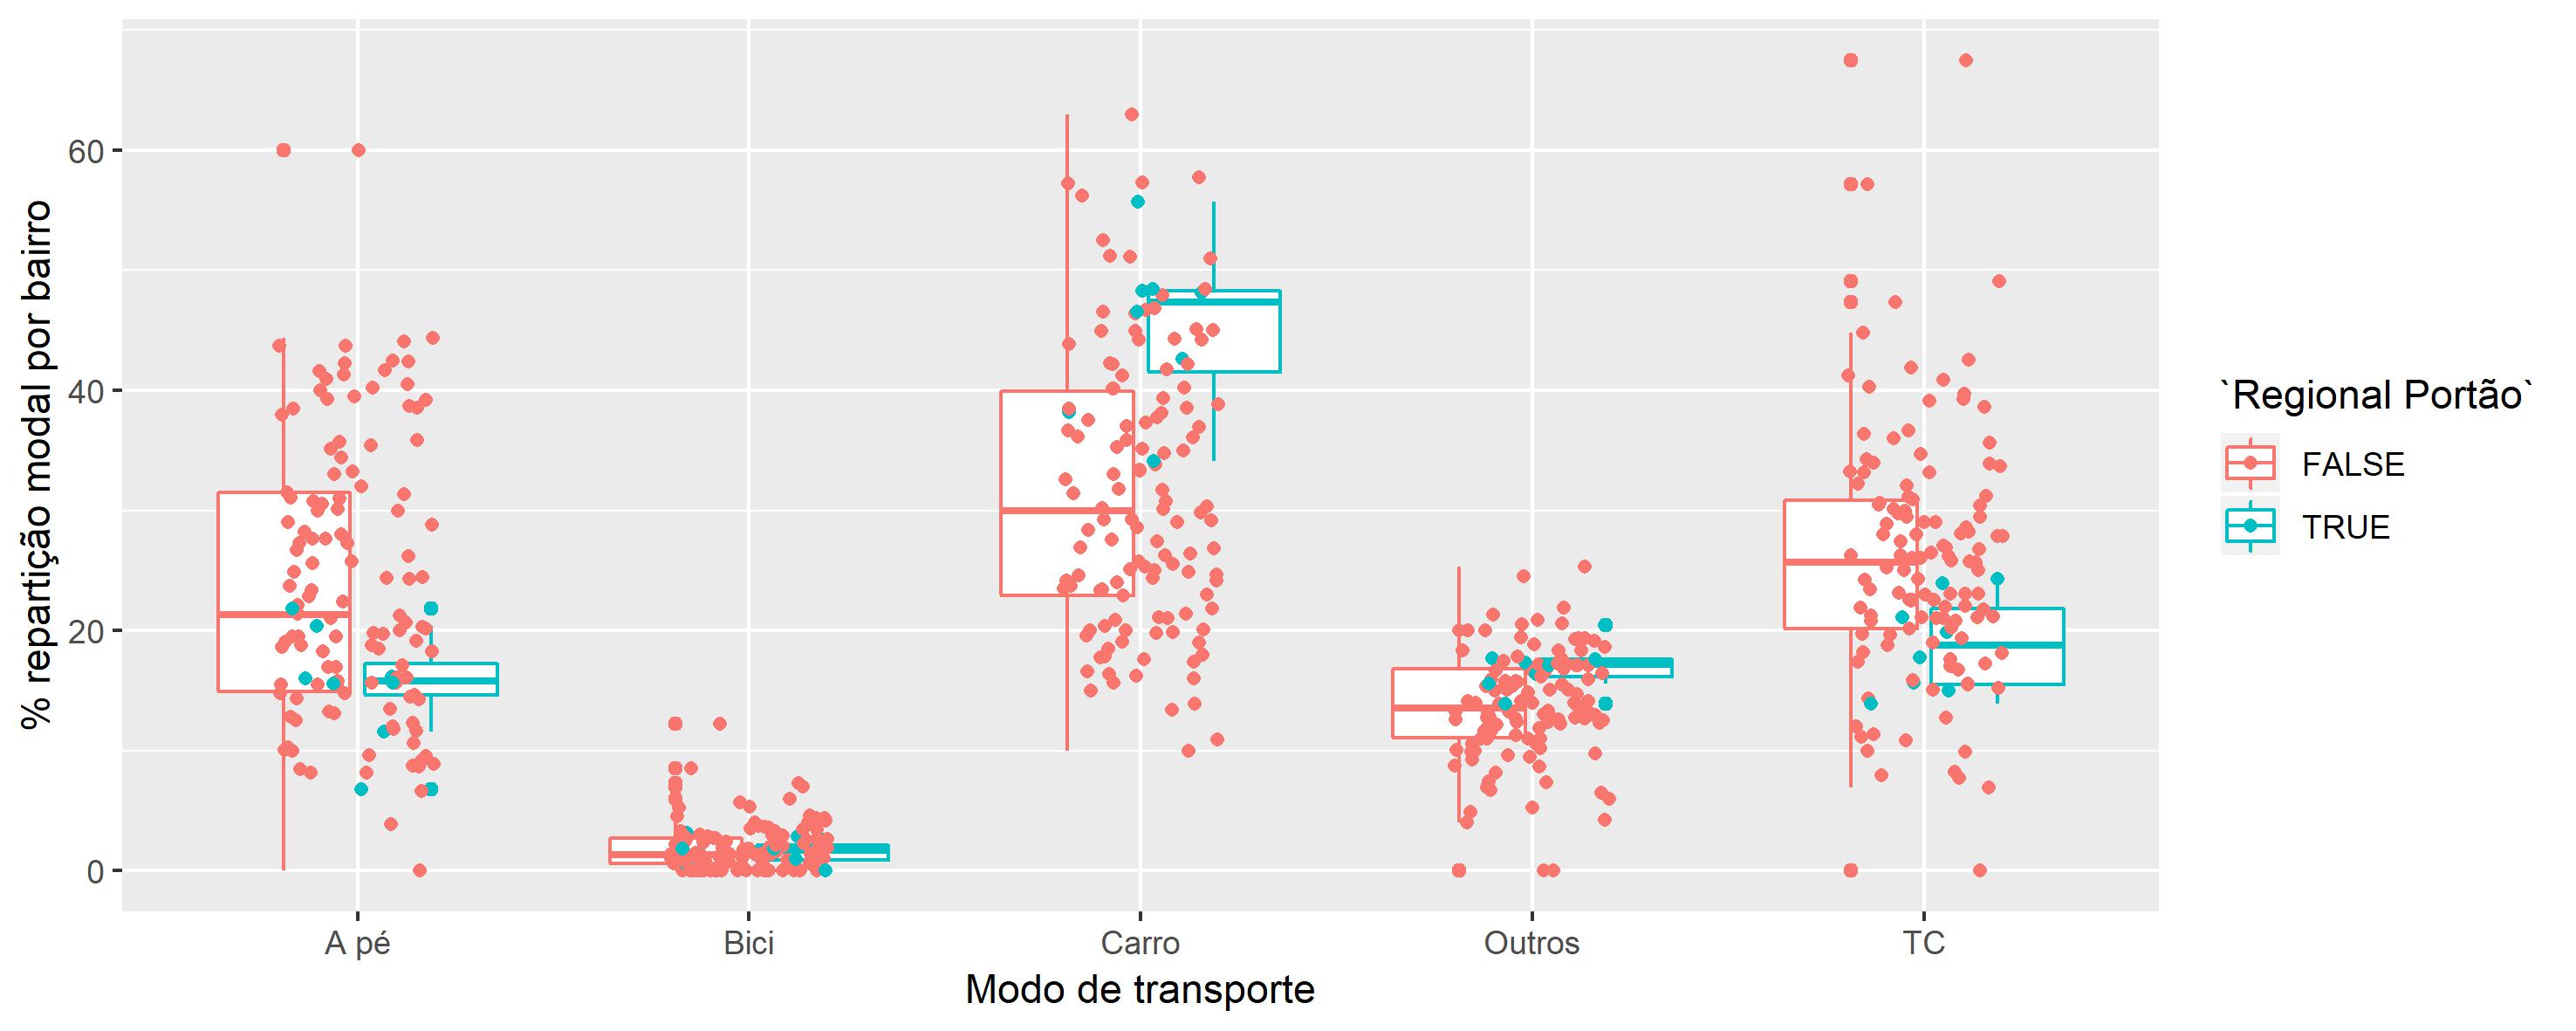 % repartição modal por bairro
60
40
20
0
A pé
Bici
Carro
Outros
TC
Modo de transporte
`Regional Portão`
FALSE
TRUE